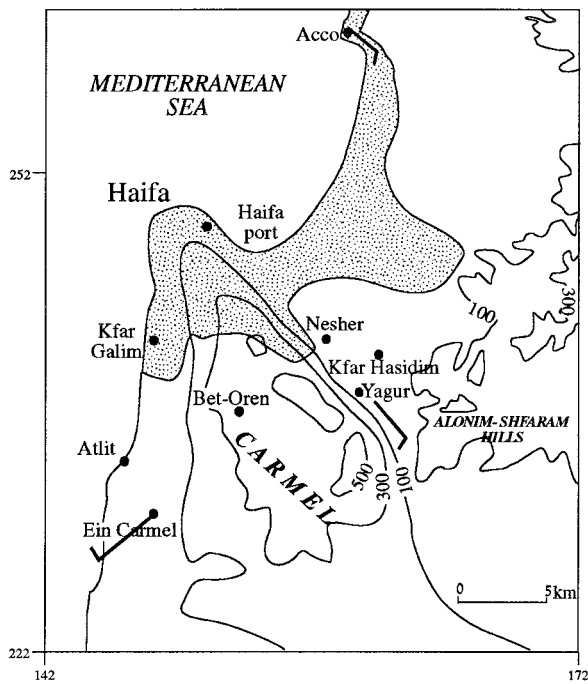 Acco
MEDITERRANEAN
SEA
252
Haifa
Haifa
port
100
300
Kfar
Galim
Nesher
Kfar Hasidim
Yagur
Bet-Oren
ALONIM-SHFARAM
HILLS
CARMEL
Atlit
500
300
100
Ein Carmel
0
5km
222
142
172